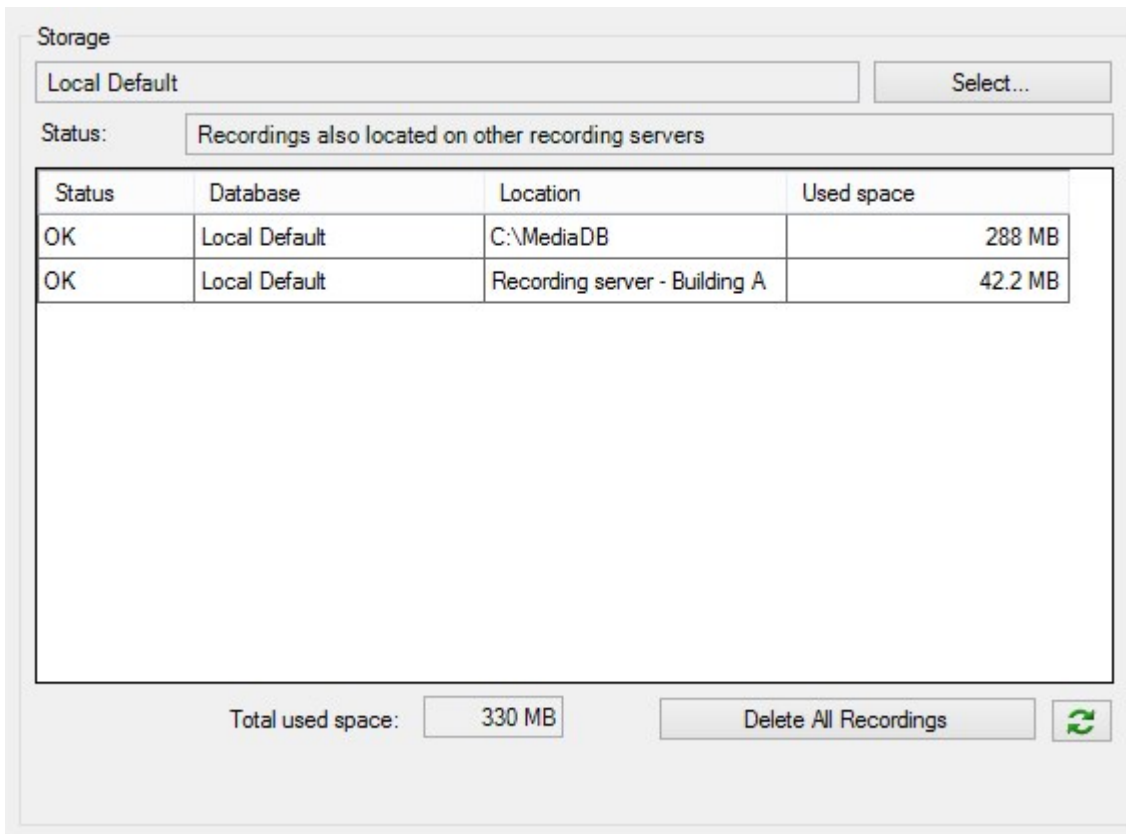 Storage
Local Default Select...
Status: Recordings also located on other recording servers
Status Database Location Used space
OK Local Default C:\MediaDB 288 MB
OK Local Default Recording server - Building A 42.2 MB
Total used space: 330 MB Delete All Recordings